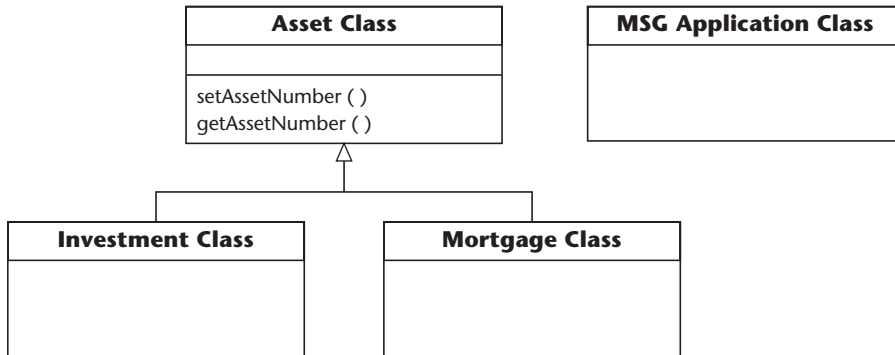 Asset Class
MSG Application Class
setAssetNumber ( )
getAssetNumber ( )
Investment Class
Mortgage Class